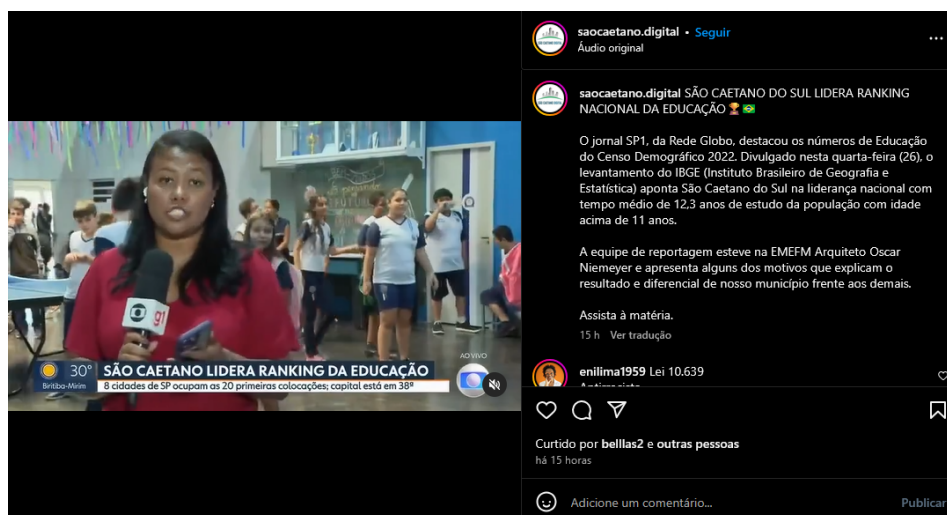 saocaetano.digital • Seguir
Áudio original
saocaetano.digital SÃO CAETANO DO SUL LIDERA RANKING
NACIONAL DA EDUCAÇÃO🏆🇧🇷
O jornal SP1, da Rede Globo, destacou os números de Educação
do Censo Demográfico 2022. Divulgado nesta quarta-feira (26), o
levantamento do IBGE (Instituto Brasileiro de Geografia e
Estatística) aponta São Caetano do Sul na liderança nacional com
tempo médio de 12,3 anos de estudo da população com idade
acima de 11 anos.
A equipe de reportagem esteve na EMEFM Arquiteto Oscar
Niemeyer e apresenta alguns dos motivos que explicam o
resultado e diferencial de nosso município frente aos demais.
Assista à matéria.
15 h Ver tradução
enilima1959 Lei 10.639
Antirracista
Curtido por belllas2 e outras pessoas
há 15 horas
Adicione um comentário...
Publicar
g1
AO VIVO
30° SÃO CAETANO LIDERA RANKING DA EDUCAÇÃO
Biritiba-Mirim 8 cidades de SP ocupam as 20 primeiras colocações; capital está em 38º